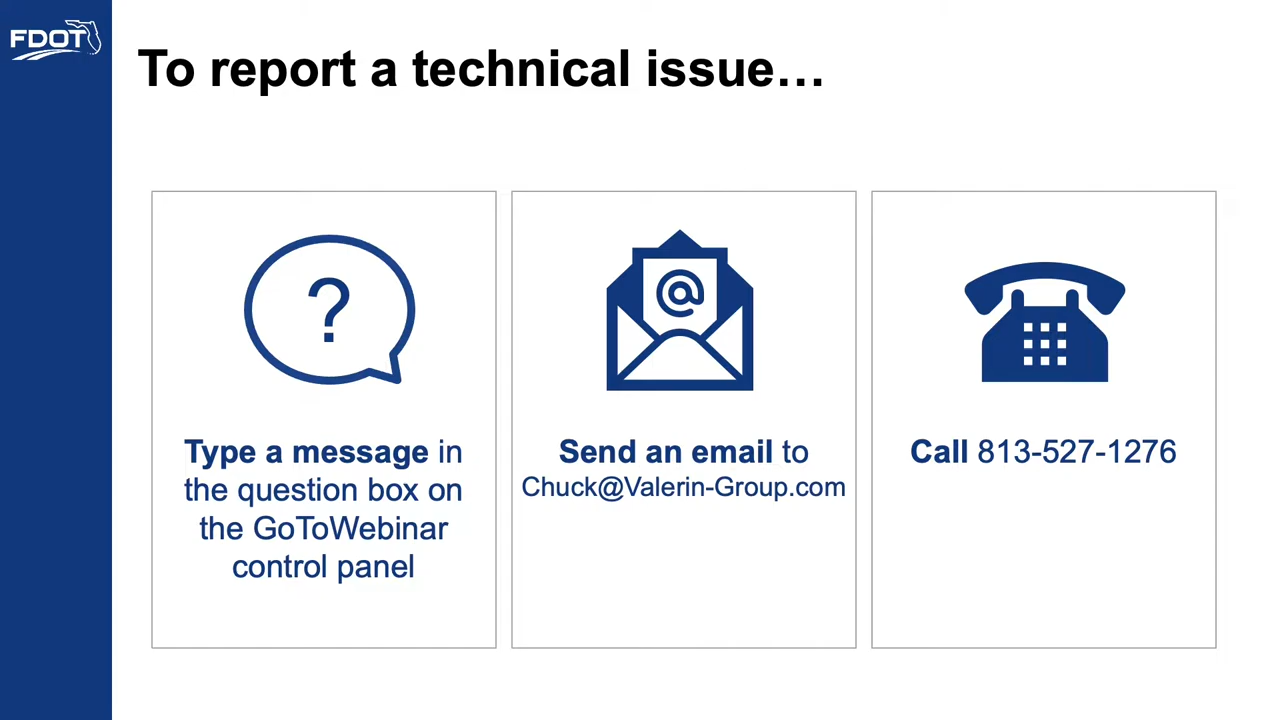 FDOT
To report a technical issue…
?
@
Type a message in
the question box on
the GoToWebinar
control panel
Send an email to
Chuck@Valerin-Group.com
Call 813-527-1276